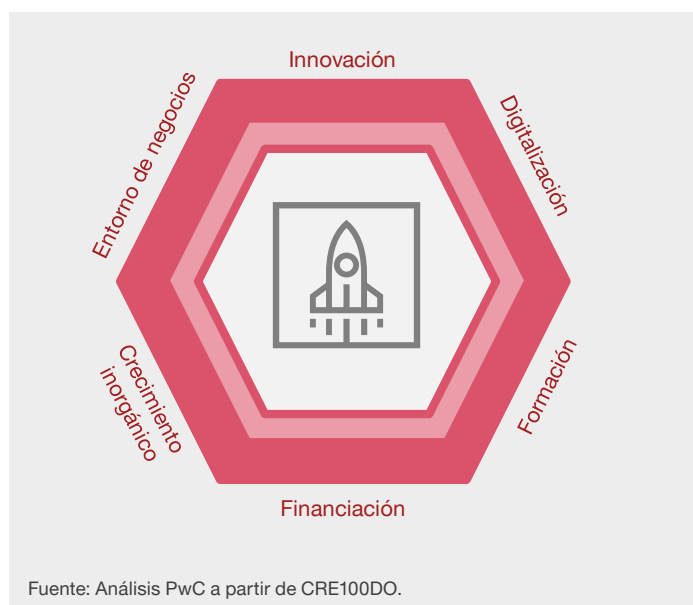 Innovación
Digitalización
Formación
Financiación
Crecimiento
inorgánico
Entorno de negocios
Fuente: Análisis PwC a partir de CRE100DO.